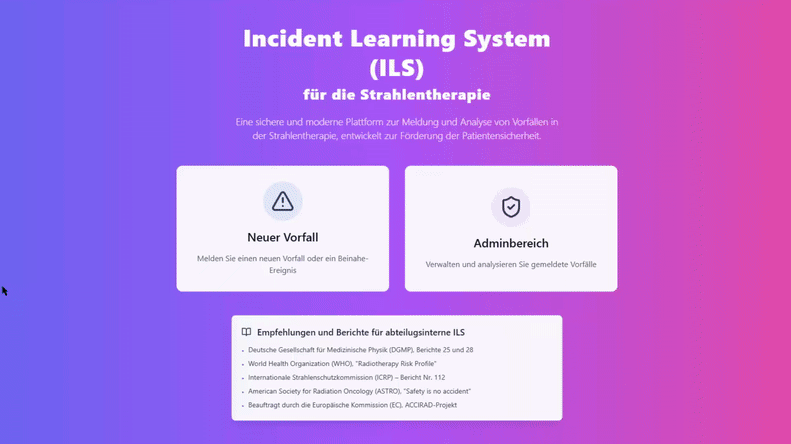 Incident Learning System
(ILS)
für die Strahlentherapie
Eine sichere und moderne Plattform zur Meldung und Analyse von Vorfällen in
der Strahlentherapie, entwickelt zur Förderung der Patientensicherheit.
Neuer Vorfall
Melden Sie einen neuen Vorfall oder ein Beinahe-
Ereignis
Adminbereich
Verwalten und analysieren Sie gemeldete Vorfälle
Empfehlungen und Berichte für abteilugsinterne ILS
• Deutsche Gesellschaft für Medizinische Physik (DGMP), Berichte 25 und 28
• World Health Organization (WHO), "Radiotherapy Risk Profile"
• Internationale Strahlenschutzkommission (ICRP) – Bericht Nr. 112
• American Society for Radiation Oncology (ASTRO), "Safety is no accident"
• Beauftragt durch die Europäische Kommission (EC), ACCIRAD-Projekt